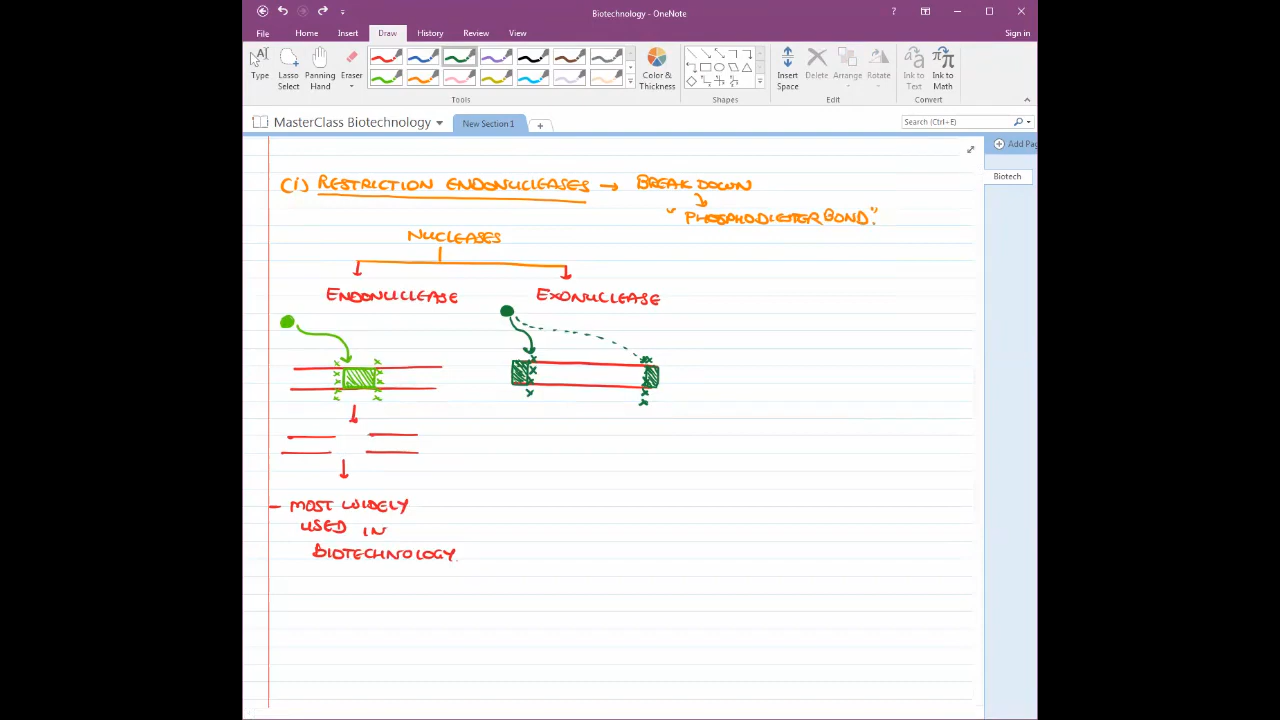 Biotechnology - OneNote
?
File Home Insert Draw History Review View Sign in
Type Lasso Select Panning Hand Eraser Color & Thickness Insert Space Delete Arrange Rotate Ink to Text Ink to Math
Tools Shapes Edit Convert
MasterClass Biotechnology New Section 1 + Search (Ctrl+E)
Add Pag
Biotech
(i) RESTRICTION ENDONUCLEASES → BREAK DOWN
"PHOSPHODIESTER BOND."
NUCLEASES
ENDONUCLEASE EXONUCLEASE
- MOST WIDELY
USED IN
BIOTECHNOLOGY.